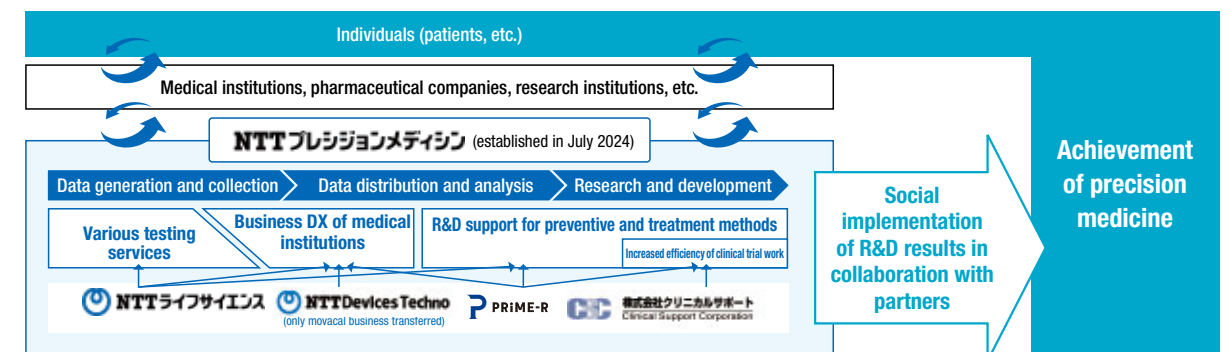 Individuals (patients, etc.)
Medical institutions, pharmaceutical companies, research institutions, etc.
NTTプレシジョンメディシン (established in July 2024)
Data generation and collection
Data distribution and analysis
Research and development
Various testing
services
Business DX of medical
institutions
R&D support for preventive and treatment methods
Increased efficiency of clinical trial work
NTTライフサイエンス
NTT Devices Techno
(only movacal business transferred)
PRiME-R
CSC
株式会社クリニカルサポート
Clinical Support Corporation
Social
implementation
of R&D results in
collaboration with
partners
Achievement
of precision
medicine